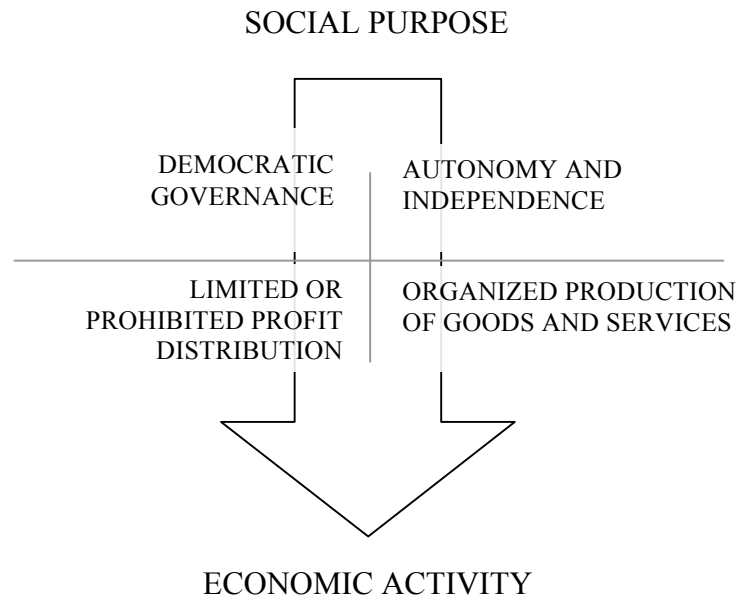 SOCIAL PURPOSE
DEMOCRATIC
GOVERNANCE
AUTONOMY AND
INDEPENDENCE
LIMITED OR
PROHIBITED PROFIT
DISTRIBUTION
ORGANIZED PRODUCTION
OF GOODS AND SERVICES
ECONOMIC ACTIVITY